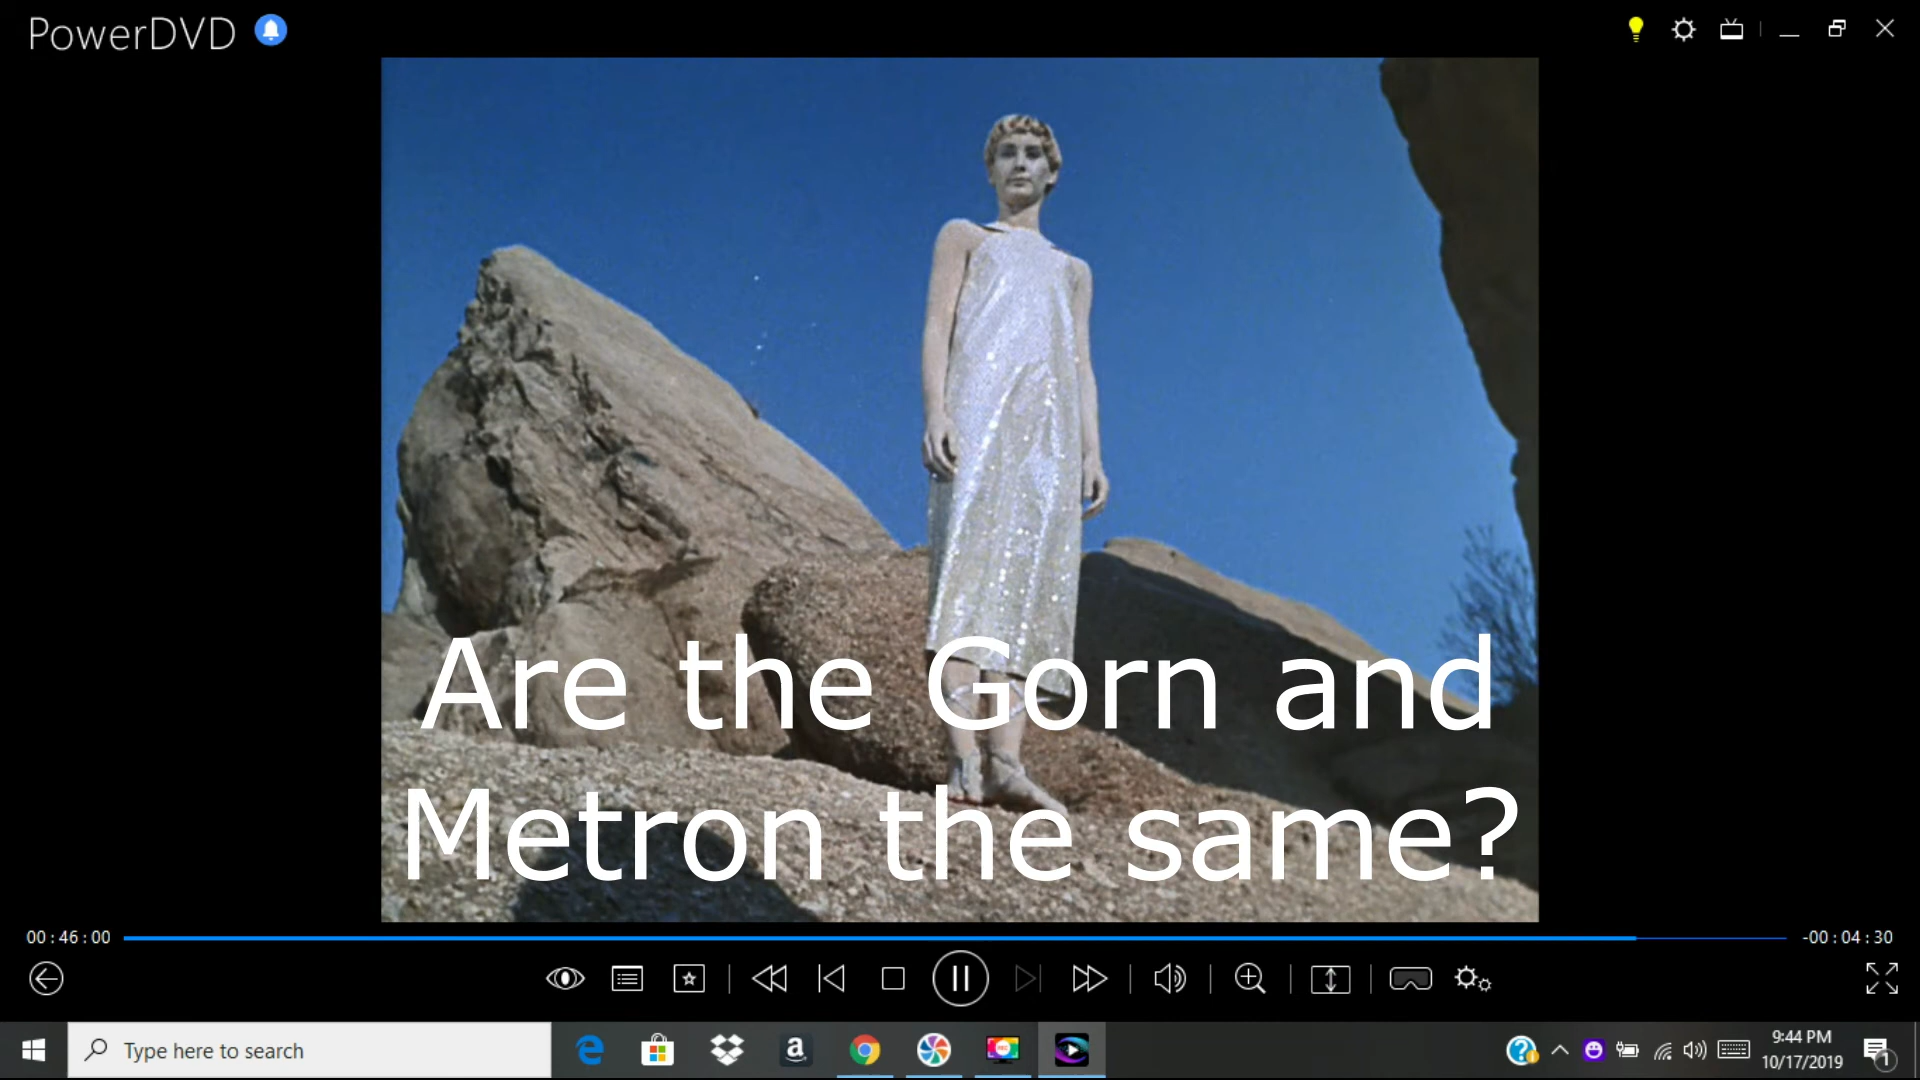 PowerDVD
Are the Gorn and
Metron the same?
00:46:00
-00:04:30
Type here to search
9:44 PM
10/17/2019
1